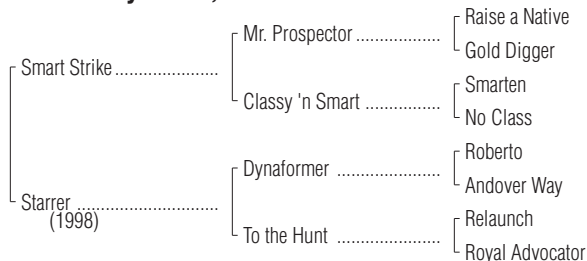 Raise a Native
Mr. Prospector ..................
Gold Digger
Smart Strike......................
Smarten
Classy 'n Smart ................
No Class
Roberto
Dynaformer ......................
Andover Way
Starrer ..............................
(1998)
Relaunch
To the Hunt ......................
Royal Advocator